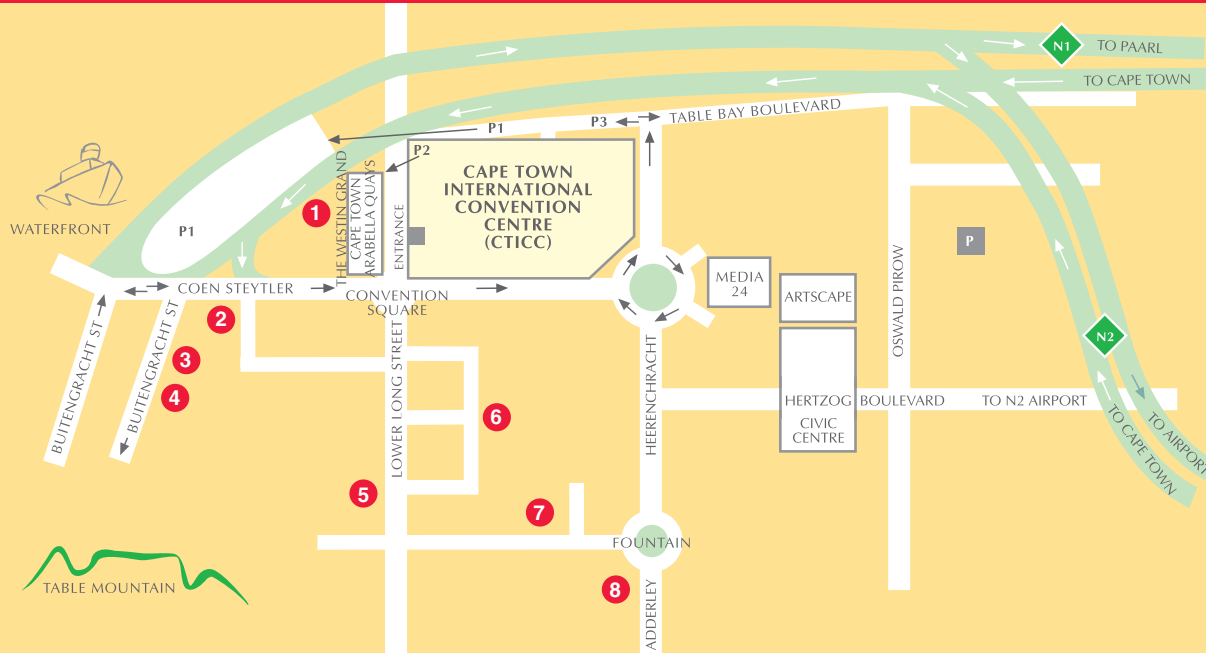 N1
TO PAARL
TO CAPE TOWN
TABLE BAY BOULEVARD
P3
P1
P2
CAPE TOWN
INTERNATIONAL
CONVENTION
CENTRE
(CTICC)
WATERFRONT
P1
1
THE WESTIN GRAND
CAPE TOWN
ARABELLA QUAYS
ENTRANCE
P
MEDIA
24
ARTSCAPE
COEN STEYTLER
CONVENTION
SQUARE
2
BUITENGRACHT ST
BUITENGRACHT ST
3
4
LOWER LONG STREET
HEERENCHRACHT
OSWALD PIROW
N2
HERTZOG BOULEVARD
TO N2 AIRPORT
CIVIC
CENTRE
TO AIRPORT
TO CAPE TOWN
6
5
7
FOUNTAIN
8
ADDERLEY
TABLE MOUNTAIN